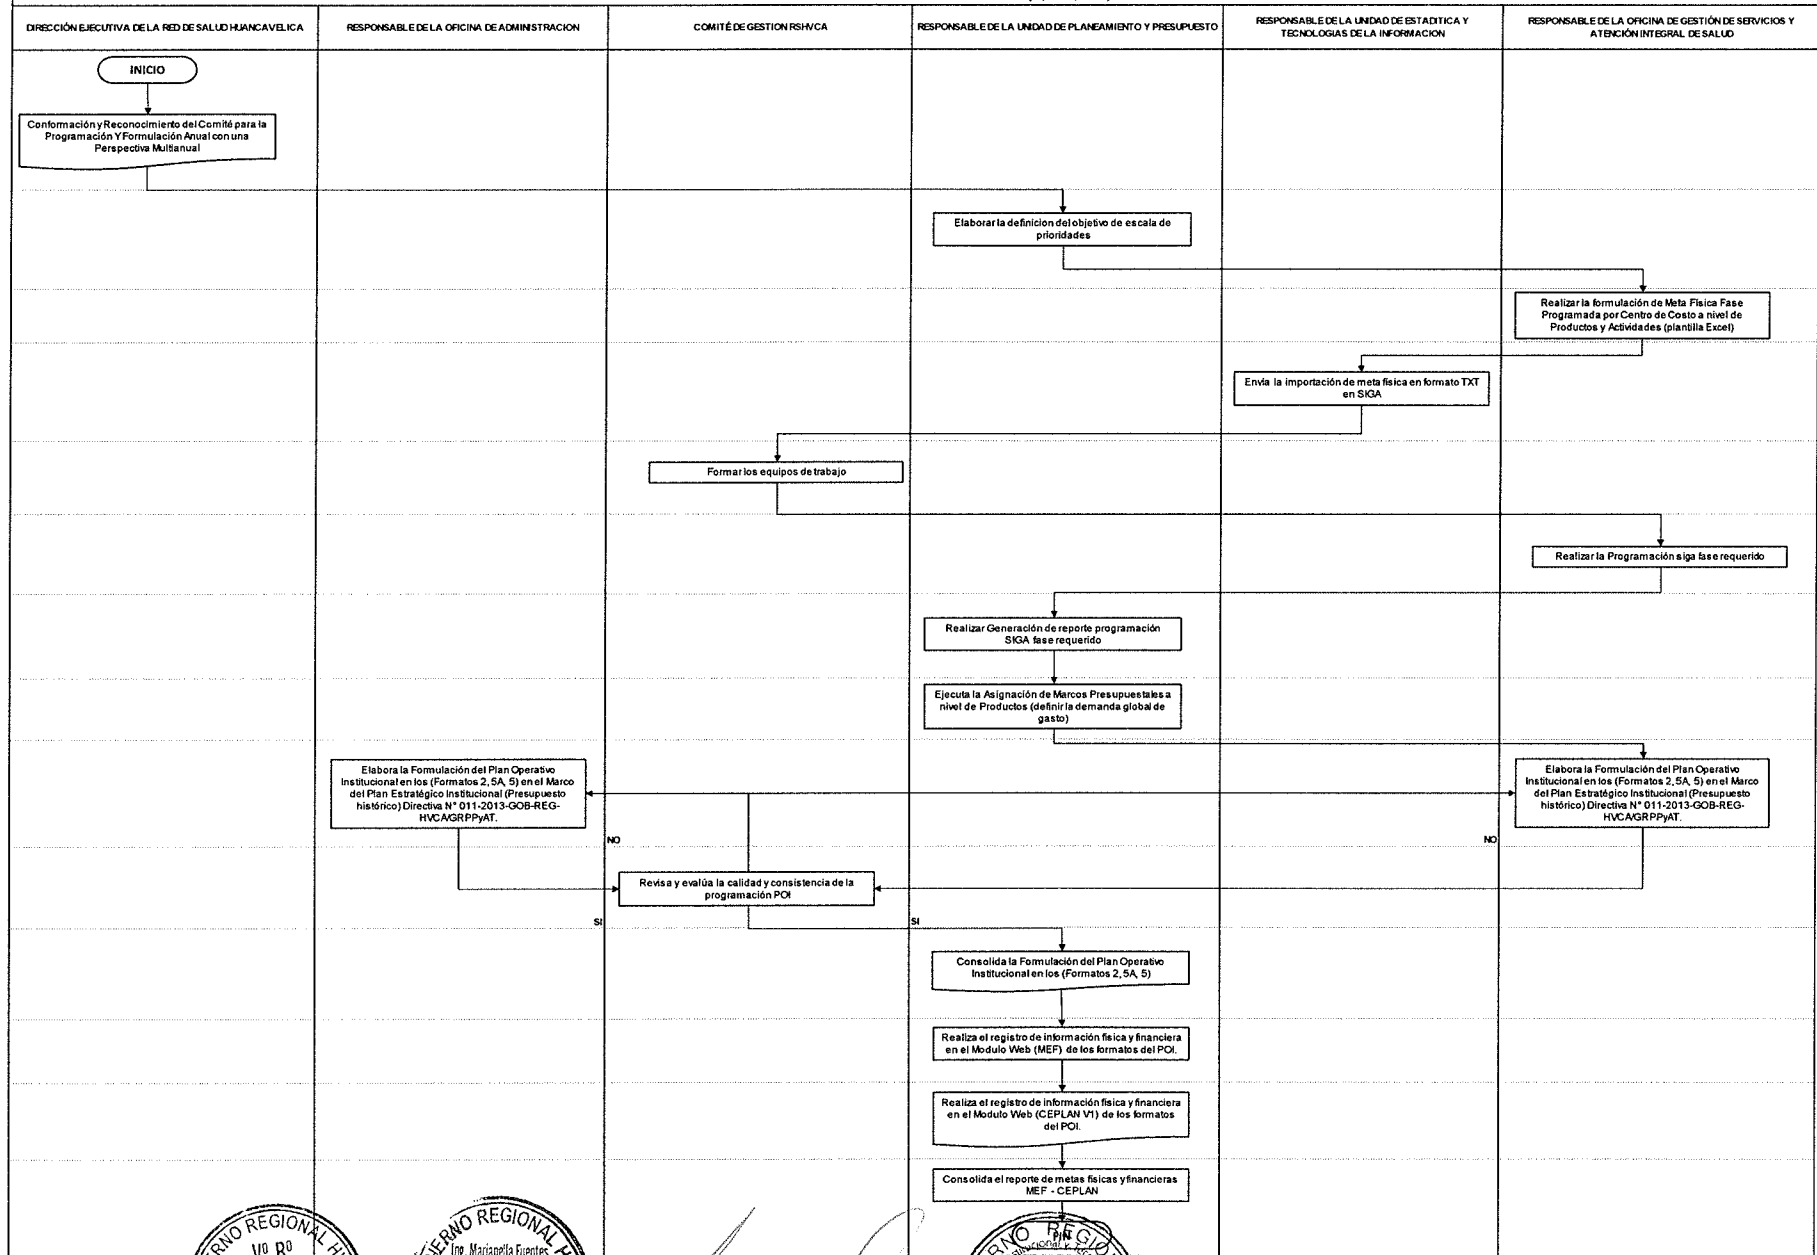 DIRECCIÓN EJECUTIVA DE LA RED DE SALUD HUANCAVELICA
RESPONSABLE DE LA OFICINA DE ADMINISTRACION
COMITÉ DE GESTION RSHVCA
RESPONSABLE DE LA UNIDAD DE PLANEAMIENTO Y PRESUPUESTO
RESPONSABLE DE LA UNIDAD DE ESTADITICA Y
TECNOLOGIAS DE LA INFORMACION
RESPONSABLE DE LA OFICINA DE GESTIÓN DE SERVICIOS Y
ATENCIÓN INTEGRAL DE SALUD
INICIO
Conformación y Reconocimiento del Comité para la
Programación Y Formulación Anual con una
Perspectiva Multianual
Elaborar la definicion del objetivo de escala de
prioridades
Realizar la formulación de Meta Física Fase
Programada por Centro de Costo a nivel de
Productos y Actividades (plantilla Excel)
Envía la importación de meta física en formato TXT
en SIGA
Formar los equipos de trabajo
Realizar la Programación siga fase requerido
Realizar Generación de reporte programación
SIGA fase requerido
Ejecuta la Asignación de Marcos Presupuestales a
nivel de Productos (definir la demanda global de
gasto)
Elabora la Formulación del Plan Operativo
Institucional en los (Formatos 2, 5A, 5) en el Marco
del Plan Estratégico Institucional (Presupuesto
histórico) Directiva N° 011-2013-GOB-REG-
HVCA/GRPPyAT.
Elabora la Formulación del Plan Operativo
Institucional en los (Formatos 2, 5A, 5) en el Marco
del Plan Estratégico Institucional (Presupuesto
histórico) Directiva N° 011-2013-GOB-REG-
HVCA/GRPPyAT.
NO
NO
Revisa y evalúa la calidad y consistencia de la
programación POI
SI
SI
Consolida la Formulación del Plan Operativo
Institucional en los (Formatos 2, 5A, 5)
Realiza el registro de información física y financiera
en el Modulo Web (MEF) de los formatos del POI.
Realiza el registro de información física y financiera
en el Modulo Web (CEPLAN V1) de los formatos
del POI.
Consolida el reporte de metas físicas y financieras
MEF - CEPLAN
REGIONAL
Vº Rº
REGIONAL
Ing. Marianella Fuentes